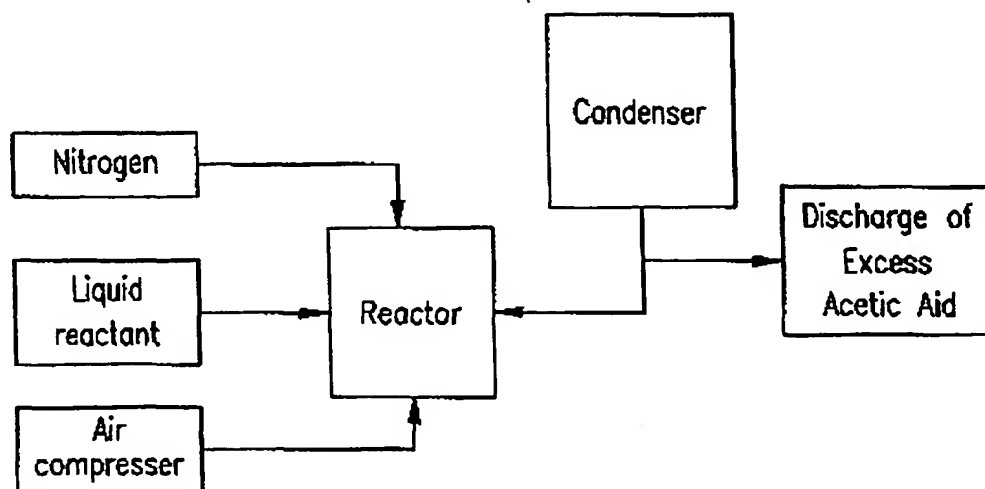 Condenser
Nitrogen
Discharge of
Excess
Acetic Aid
Liquid
reactant
Reactor
Air
compresser